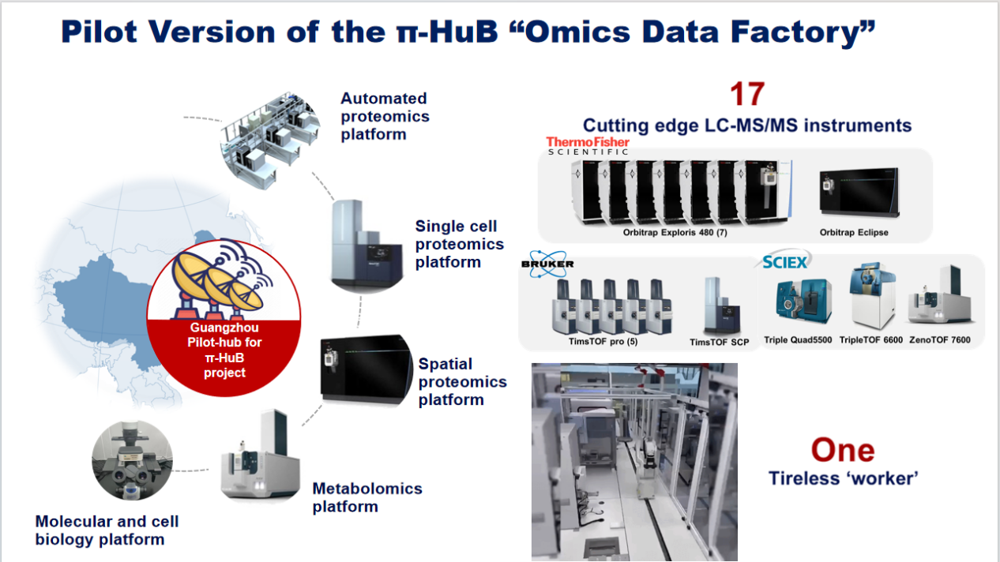 Pilot Version of the π-HuB “Omics Data Factory”
Automated
proteomics
platform
Single cell
proteomics
platform
Spatial
proteomics
platform
Metabolomics
platform
Molecular and cell
biology platform
Guangzhou
Pilot-hub for
π-HuB
project
17
Cutting edge LC-MS/MS instruments
ThermoFisher
SCIENTIFIC
Orbitrap Exploris 480 (7)
Orbitrap Eclipse
BRUKER
TimsTOF pro (5)
TimsTOF SCP
SCIEX
Triple Quad5500
TripleTOF 6600
ZenoTOF 7600
One
Tireless ‘worker’